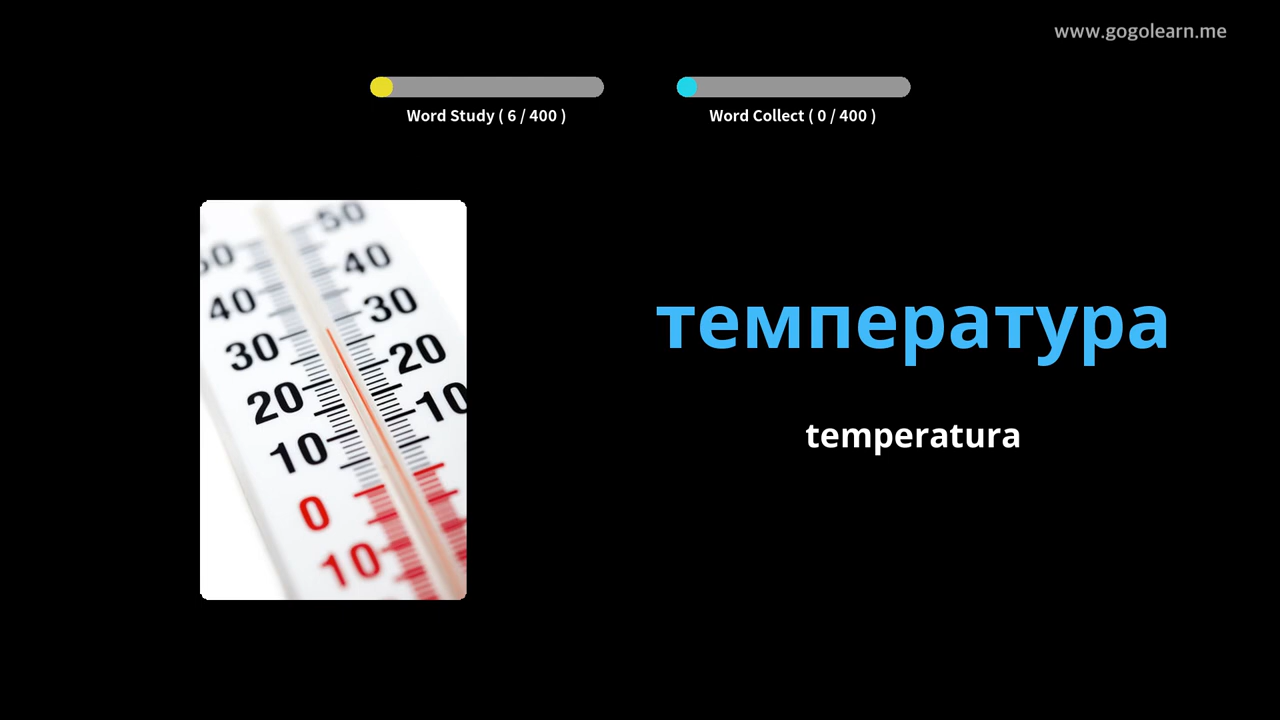 www.gogolearn.me
Word Study ( 6 / 400 )
Word Collect ( 0 / 400 )
50
40 40
30 30
20 20
10 10
0
10
температура
temperatura